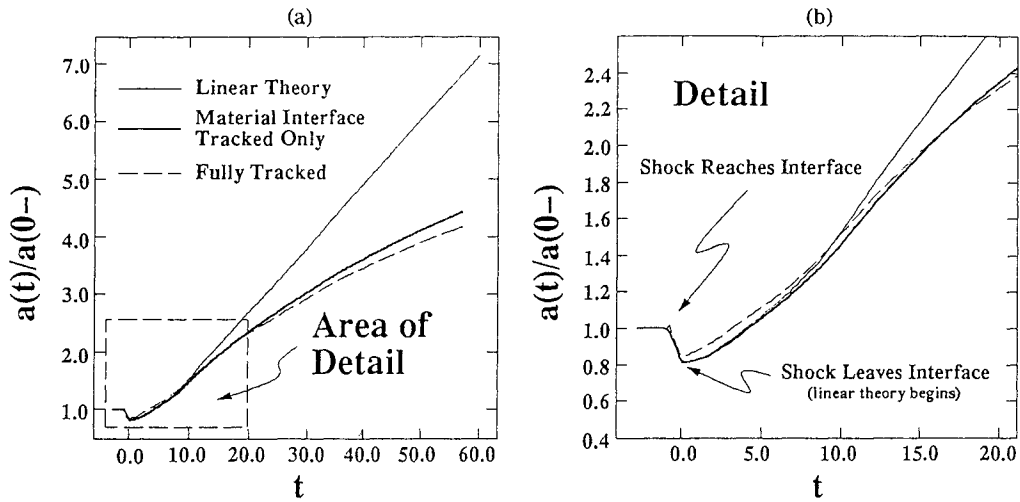 (a)
7.0
6.0
5.0
4.0
3.0
2.0
1.0
a(t)/a(0−)
Linear Theory
Material Interface
Tracked Only
Fully Tracked
Area of
Detail
0.0 10.0 20.0 30.0 40.0 50.0 60.0
t
(b)
2.4
2.2
2.0
1.8
1.6
1.4
1.2
1.0
0.8
0.6
0.4
a(t)/a(0−)
Detail
Shock Reaches Interface
Shock Leaves Interface
(linear theory begins)
0.0 5.0 10.0 15.0 20.0
t